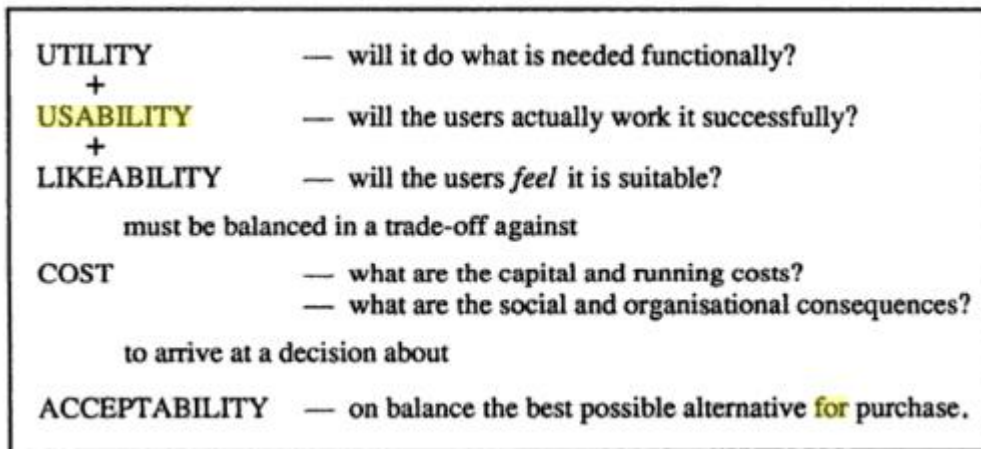 UTILITY — will it do what is needed functionally?
+
USABILITY — will the users actually work it successfully?
+
LIKEABILITY — will the users feel it is suitable?
must be balanced in a trade-off against
COST — what are the capital and running costs?
— what are the social and organisational consequences?
to arrive at a decision about
ACCEPTABILITY — on balance the best possible alternative for purchase.